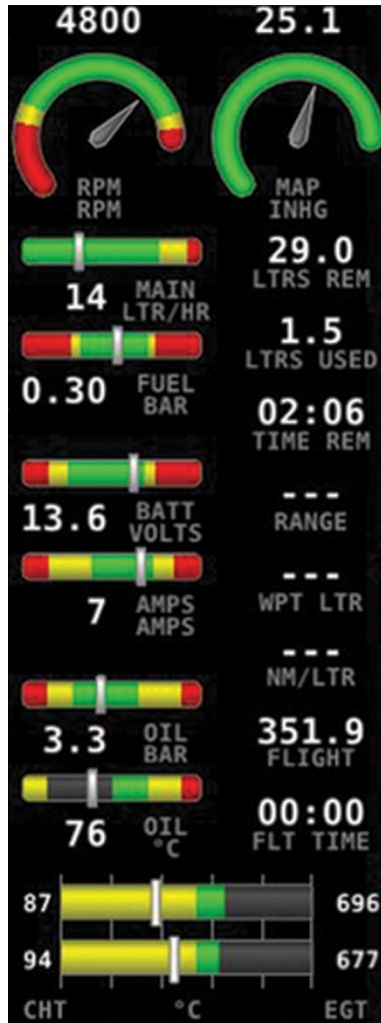 4800
25.1
RPM
RPM
MAP
INHG
14
MAIN
LTR/HR
29.0
LTRS REM
0.30
FUEL
BAR
1.5
LTRS USED
02:06
TIME REM
13.6
BATT
VOLTS
---
RANGE
7
AMPS
AMPS
---
WPT LTR
3.3
OIL
BAR
---
NM/LTR
351.9
FLIGHT
76
OIL
°C
00:00
FLT TIME
87
696
94
677
CHT
°C
EGT